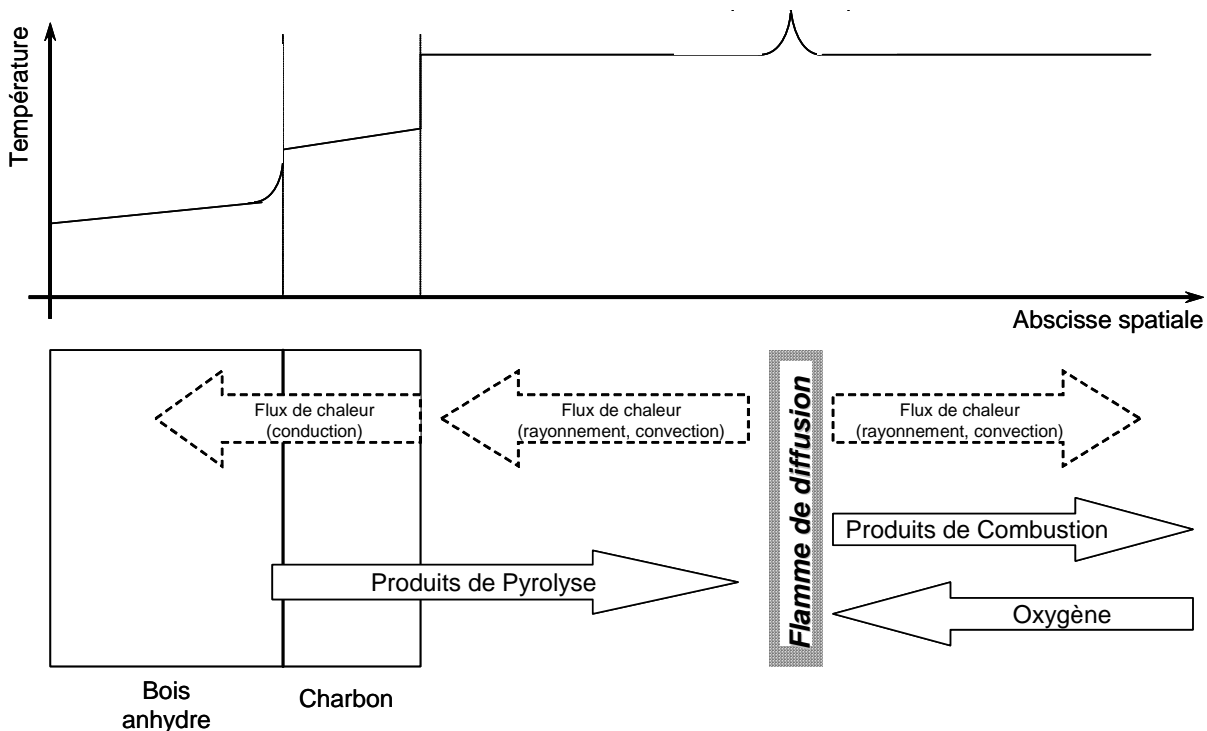 Température
Abscisse spatiale
Flux de chaleur
(conduction)
Flux de chaleur
(rayonnement, convection)
Flux de chaleur
(rayonnement, convection)
Flamme de diffusion
Produits de Combustion
Produits de Pyrolyse
Oxygène
Bois
anhydre
Charbon